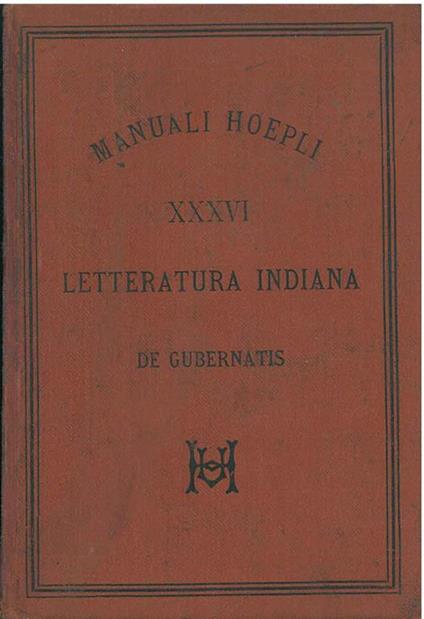 MANUALI HOEPLI
XXXVI
LETTERATURA INDIANA
DE GUBERNATIS